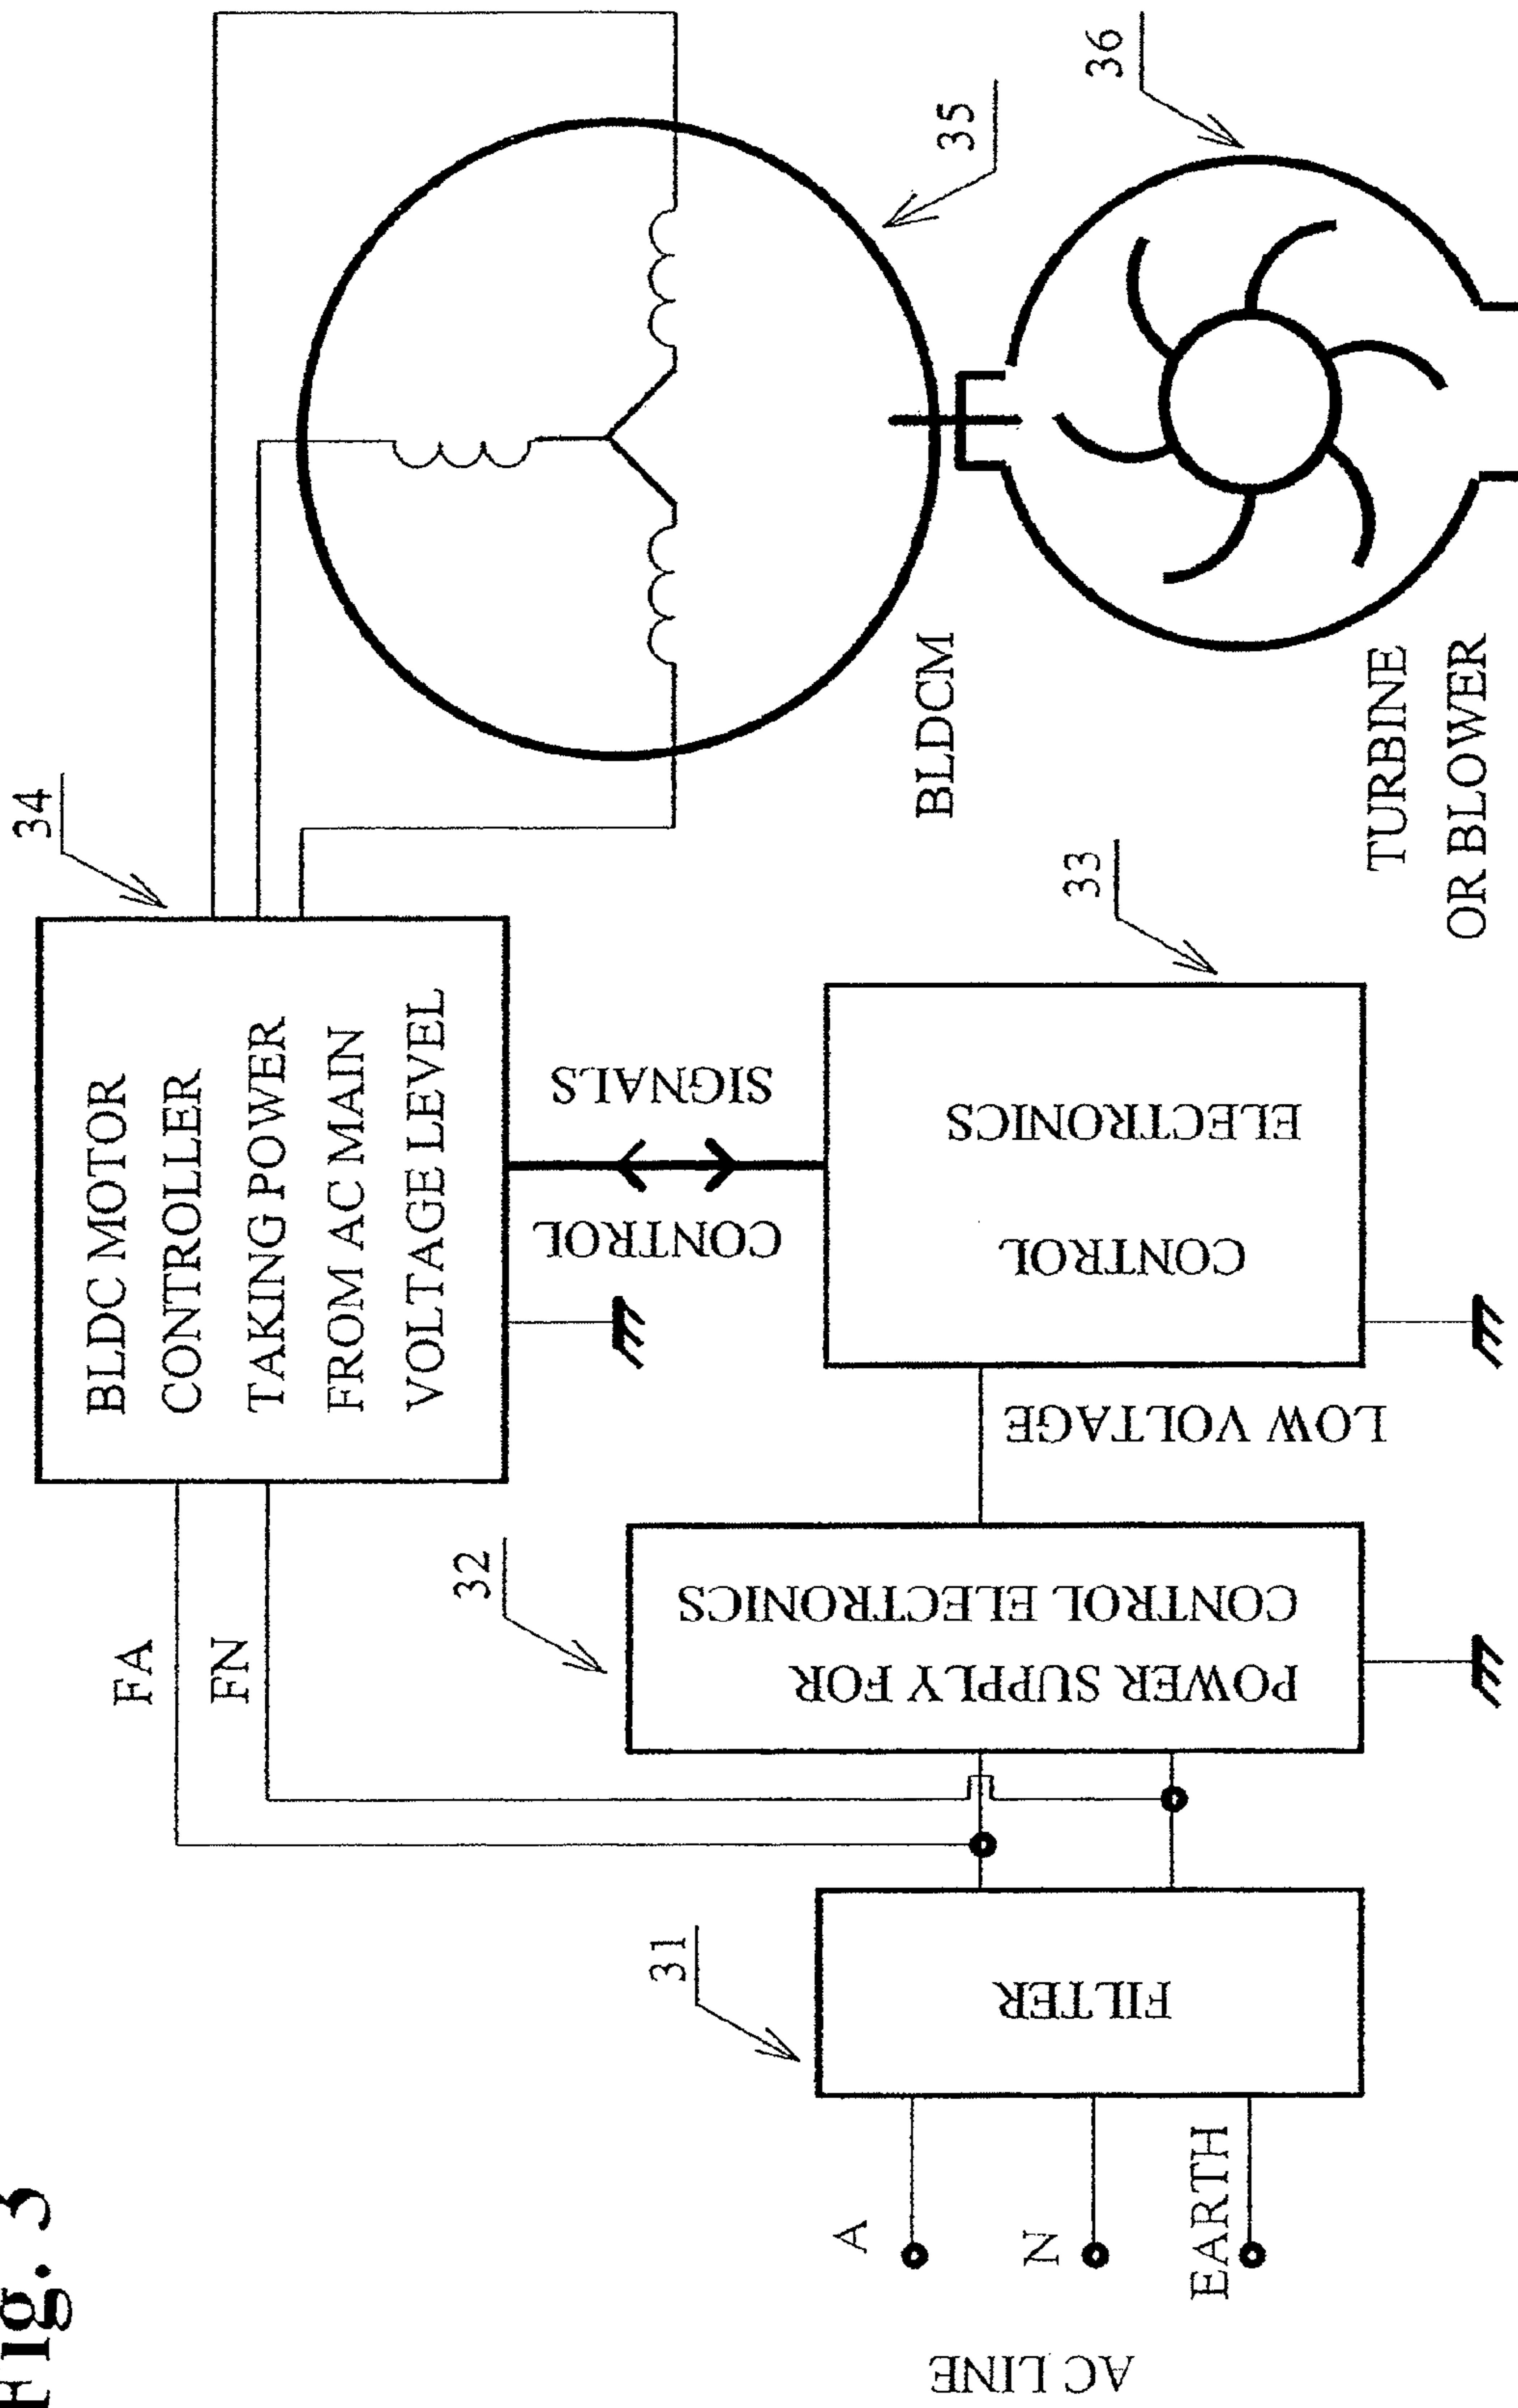 Fig. 3
34
BLDC MOTOR
CONTROLLER
TAKING POWER
FROM AC MAIN
VOLTAGE LEVEL
FA
FN
35
36
BLDCM
TURBINE
OR BLOWER
CONTROL
SIGNALS
33
CONTROL
ELECTRONICS
LOW VOLTAGE
32
POWER SUPPLY FOR
CONTROL ELECTRONICS
31
FILTER
A
N
EARTH
AC LINE